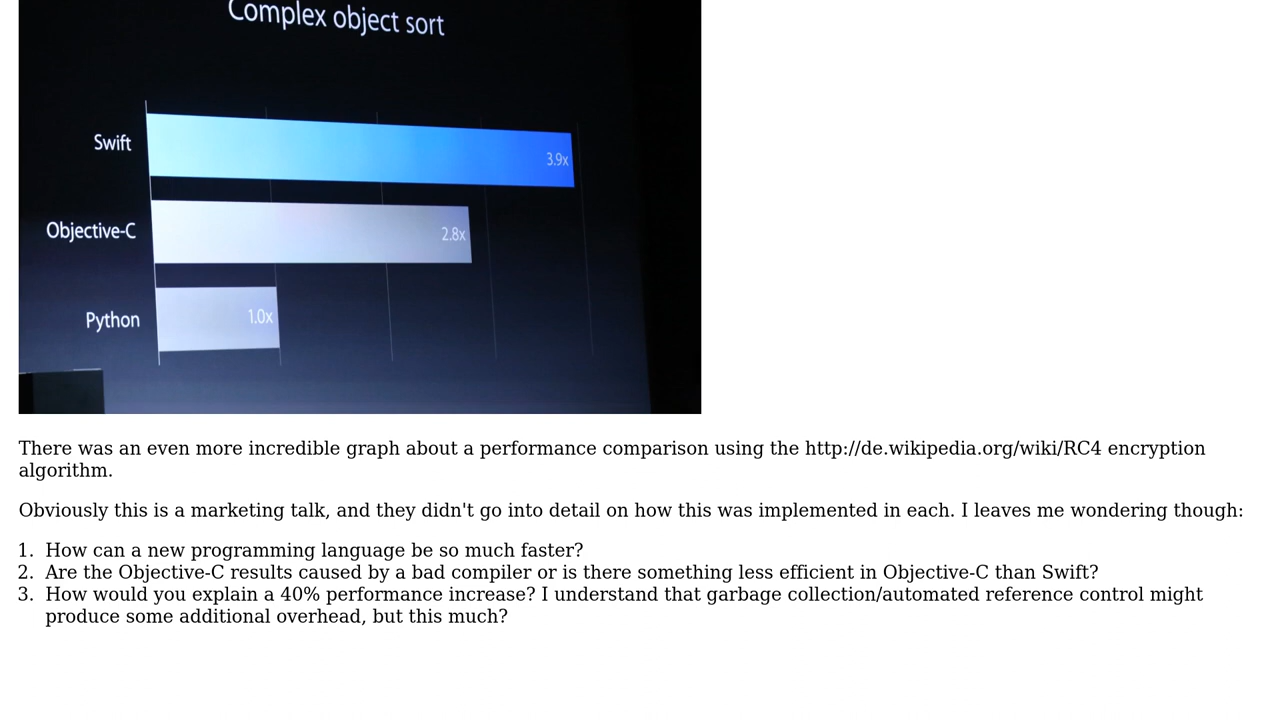 Complex object sort
Swift
3.9x
Objective-C
2.8x
Python
1.0x
There was an even more incredible graph about a performance comparison using the http://de.wikipedia.org/wiki/RC4 encryption
algorithm.
Obviously this is a marketing talk, and they didn't go into detail on how this was implemented in each. I leaves me wondering though:
1. How can a new programming language be so much faster?
2. Are the Objective-C results caused by a bad compiler or is there something less efficient in Objective-C than Swift?
3. How would you explain a 40% performance increase? I understand that garbage collection/automated reference control might
produce some additional overhead, but this much?